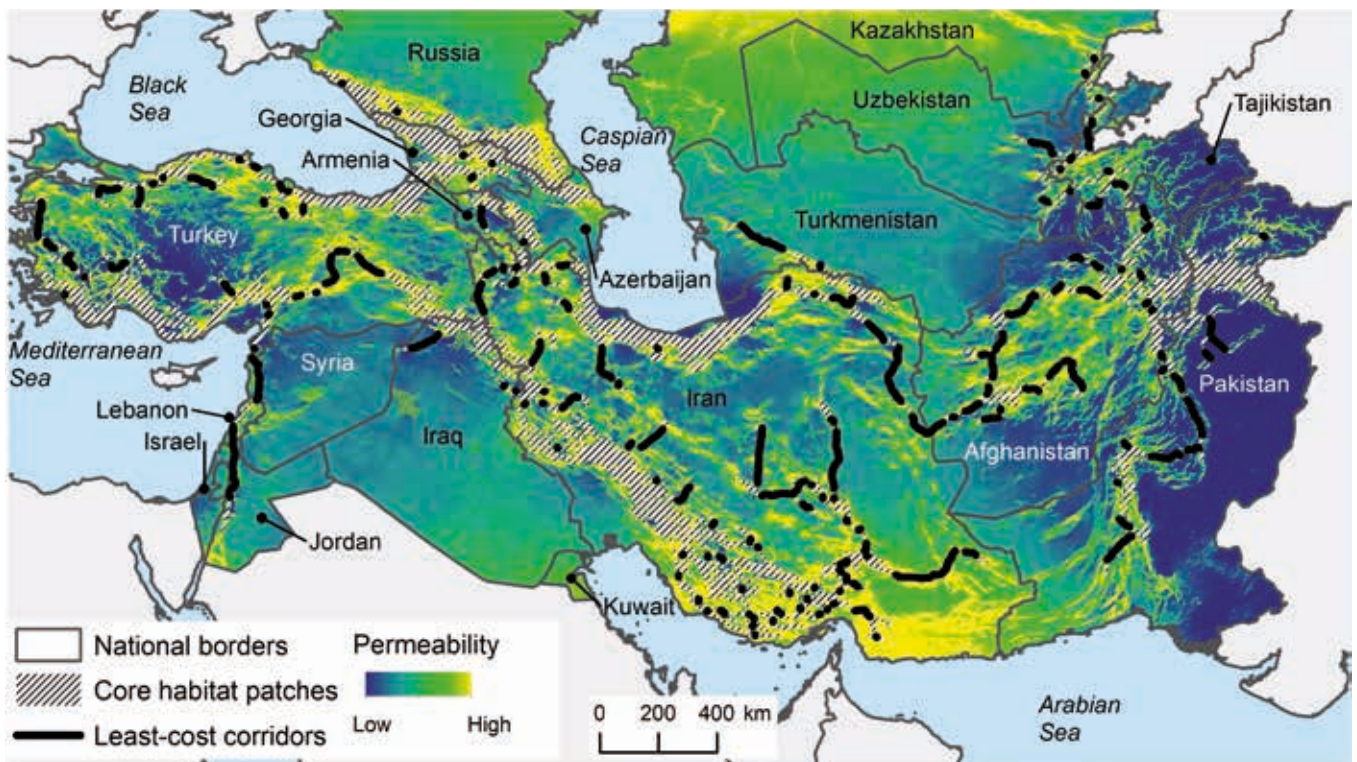 Kazakhstan
Russia
Black
Sea
Uzbekistan
Tajikistan
Georgia
Caspian
Sea
Armenia
Turkmenistan
Turkey
Azerbaijan
Mediterranean
Sea
Syria
Pakistan
Iran
Lebanon
Israel
Iraq
Afghanistan
Jordan
Kuwait
National borders
Permeability
Core habitat patches
Low
High
Least-cost corridors
0 200 400 km
Arabian
Sea